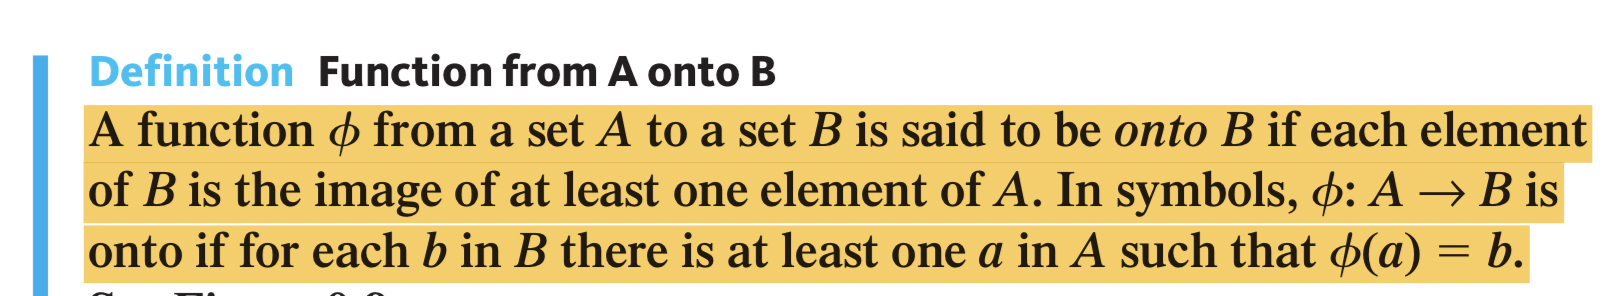 Definition Function from A onto B
A function ϕ from a set A to a set B is said to be onto B if each element
of B is the image of at least one element of A. In symbols, ϕ: A → B is
onto if for each b in B there is at least one a in A such that ϕ(a) = b.